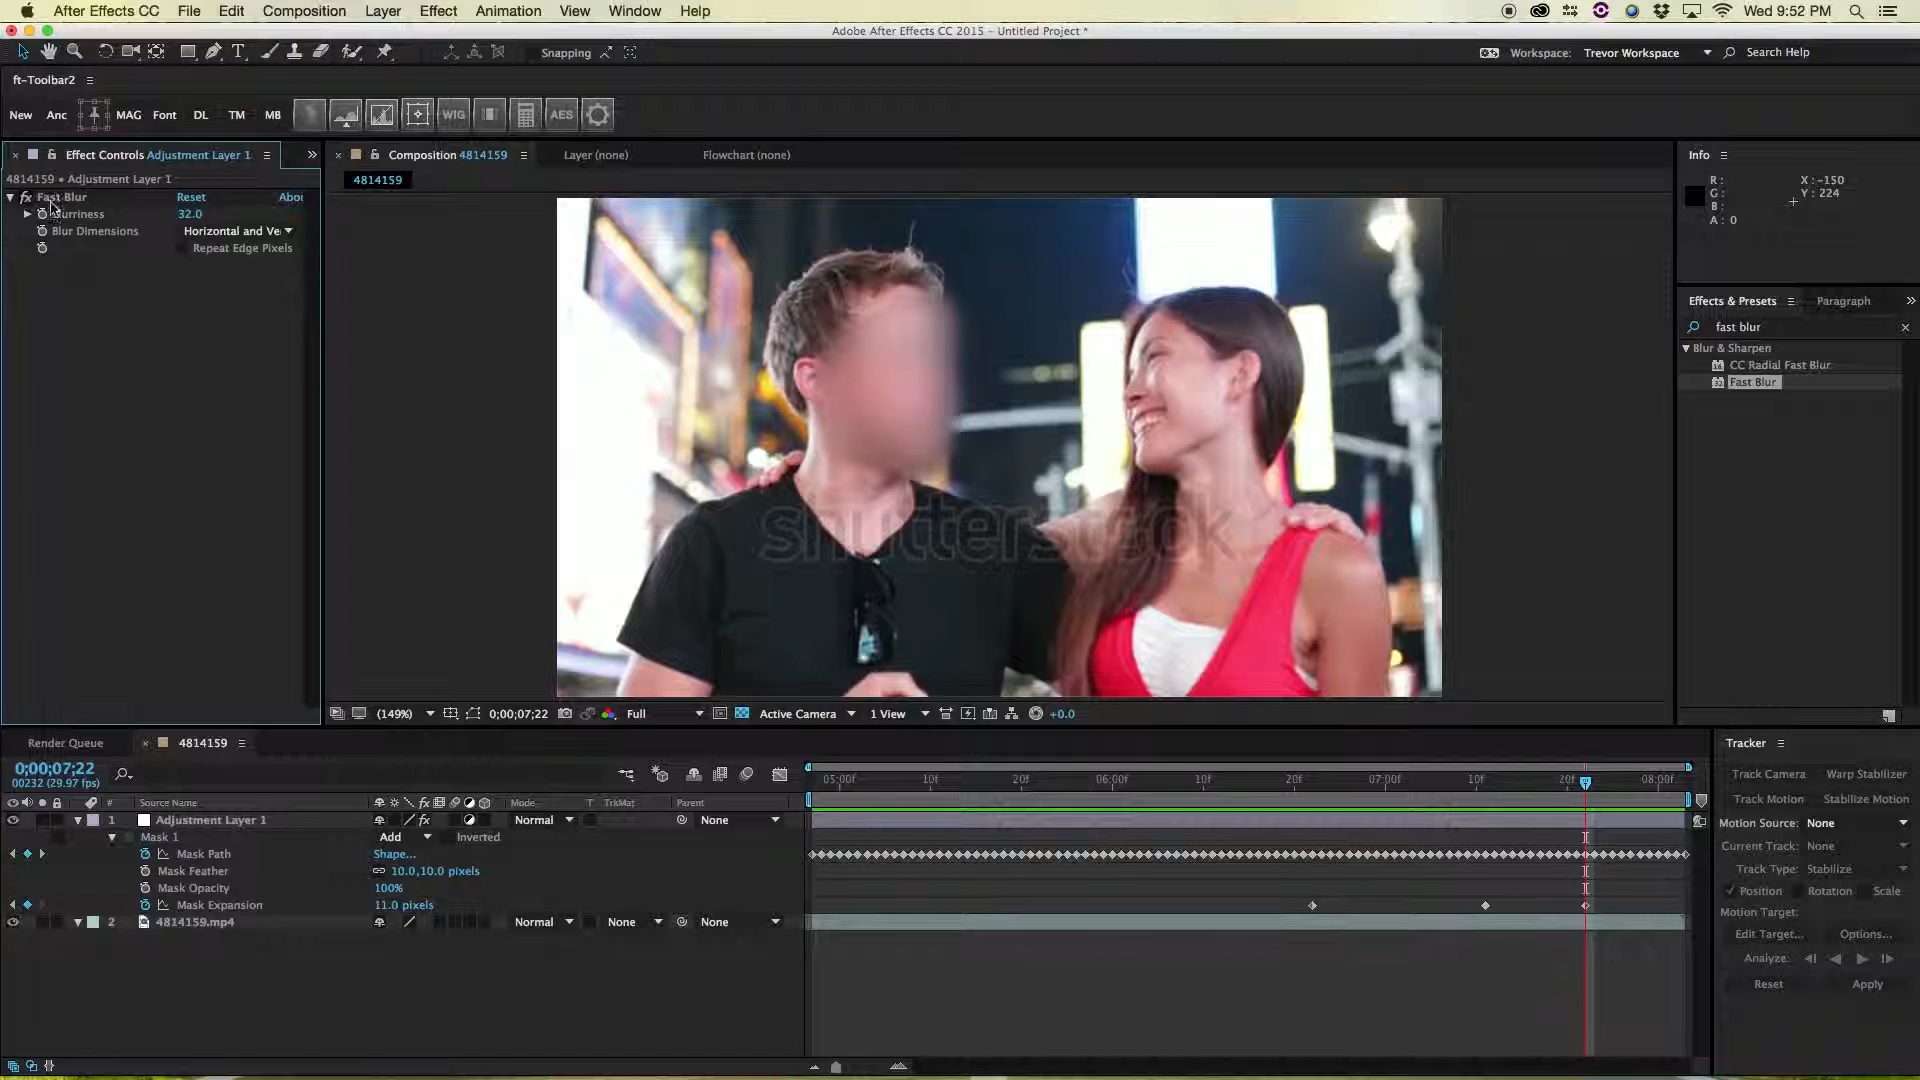 After Effects CC File Edit Composition Layer Effect Animation View Window Help Wed 9:52 PM
Adobe After Effects CC 2015 - Untitled Project *
Snapping Workspace: Trevor Workspace Search Help
ft-Toolbar2
New Anc MAG Font DL TM MB WIG AES
Effect Controls Adjustment Layer 1
4814159 • Adjustment Layer 1
fx Fast Blur Reset Abou
Blurriness 32.0
Blur Dimensions Horizontal and Ve
Repeat Edge Pixels
Composition 4814159 Layer (none) Flowchart (none)
4814159
shutterstock
(149%) 0;00;07;22 Full Active Camera 1 View +0.0
Info
R: X: -150
G: Y: 224
B:
A: 0
Effects & Presets Paragraph
fast blur
Blur & Sharpen
CC Radial Fast Blur
Fast Blur
Render Queue 4814159
0;00;07;22
00232 (29.97 fps)
05:00f 10f 20f 06:00f 10f 20f 07:00f 10f 20f 08:00f
# Source Name fx Mode T TrkMat Parent
1 Adjustment Layer 1 fx Normal None
Mask 1 Add Inverted
Mask Path Shape...
Mask Feather 10.0,10.0 pixels
Mask Opacity 100%
Mask Expansion 11.0 pixels
2 4814159.mp4 Normal None None
Tracker
Track Camera Warp Stabilizer
Track Motion Stabilize Motion
Motion Source: None
Current Track: None
Track Type: Stabilize
Position Rotation Scale
Motion Target:
Edit Target... Options...
Analyze:
Reset Apply